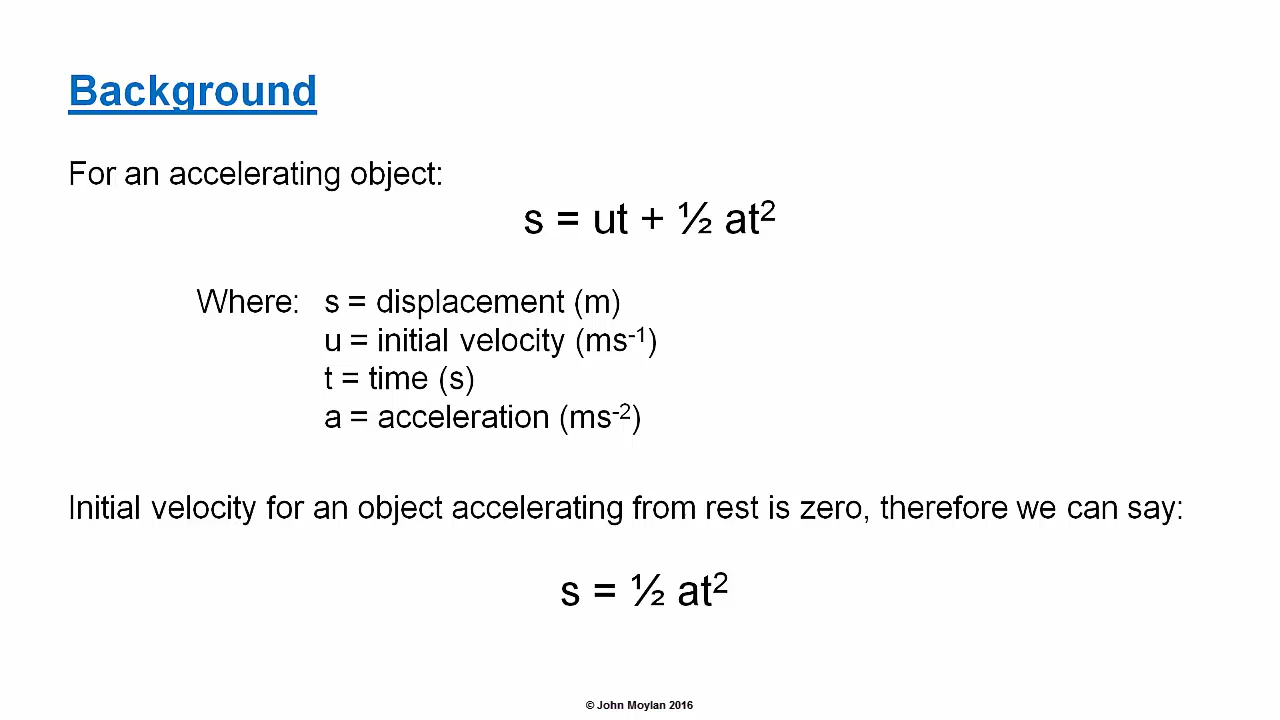 Background
For an accelerating object:
s = ut + ½ at²
Where: s = displacement (m)
u = initial velocity (ms⁻¹)
t = time (s)
a = acceleration (ms⁻²)
Initial velocity for an object accelerating from rest is zero, therefore we can say:
s = ½ at²
© John Moylan 2016